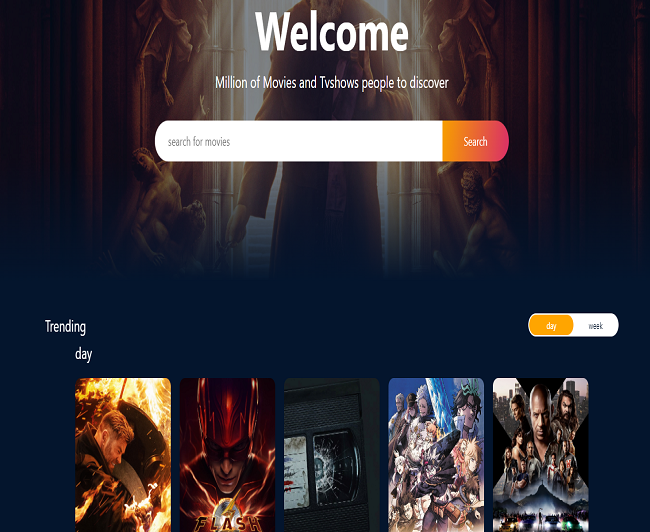 Welcome
Million of Movies and Tvshows people to discover
search for movies
Search
Trending
day
week
day
FLASH